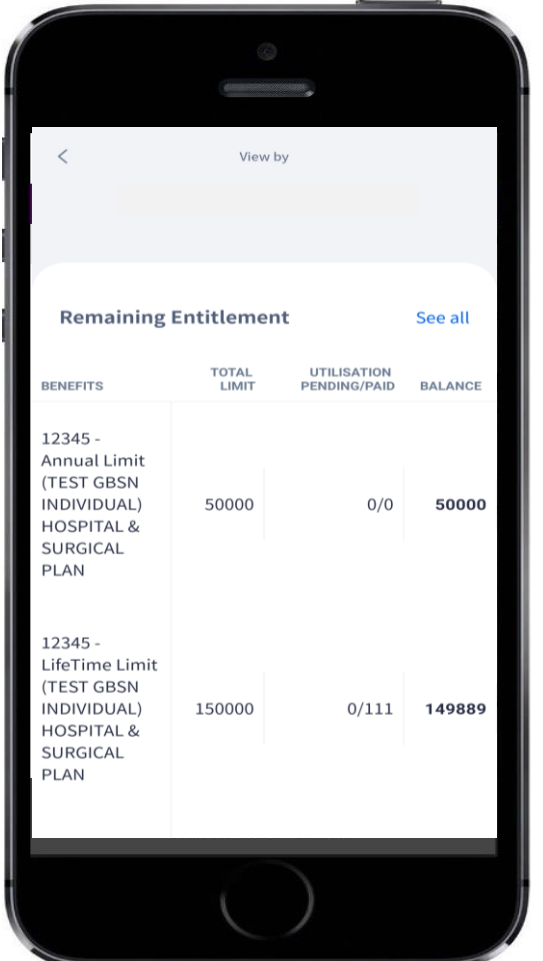 View by
Remaining Entitlement See all
BENEFITS TOTAL LIMIT UTILISATION PENDING/PAID BALANCE
12345 -
Annual Limit
(TEST GBSN
INDIVIDUAL) 50000 0/0 50000
HOSPITAL &
SURGICAL
PLAN
12345 -
LifeTime Limit
(TEST GBSN
INDIVIDUAL) 150000 0/111 149889
HOSPITAL &
SURGICAL
PLAN